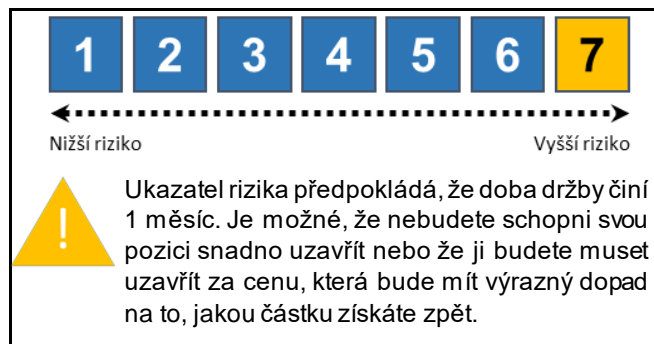 1 2 3 4 5 6 7
Nižší riziko Vyšší riziko
!
Ukazatel rizika předpokládá, že doba držby činí
1 měsíc. Je možné, že nebudete schopni svou
pozici snadno uzavřít nebo že ji budete muset
uzavřít za cenu, která bude mít výrazný dopad
na to, jakou částku získáte zpět.